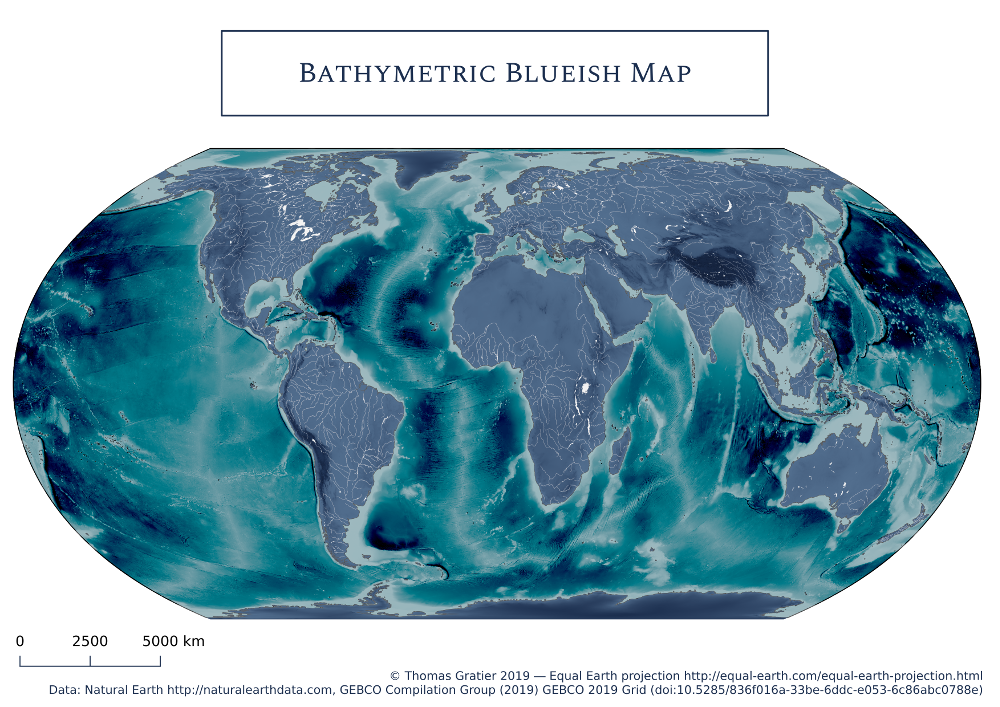 Bathymetric Blueish Map
0 2500 5000 km
© Thomas Gratier 2019 — Equal Earth projection http://equal-earth.com/equal-earth-projection.html
Data: Natural Earth http://naturalearthdata.com, GEBCO Compilation Group (2019) GEBCO 2019 Grid (doi:10.5285/836f016a-33be-6ddc-e053-6c86abc0788e)